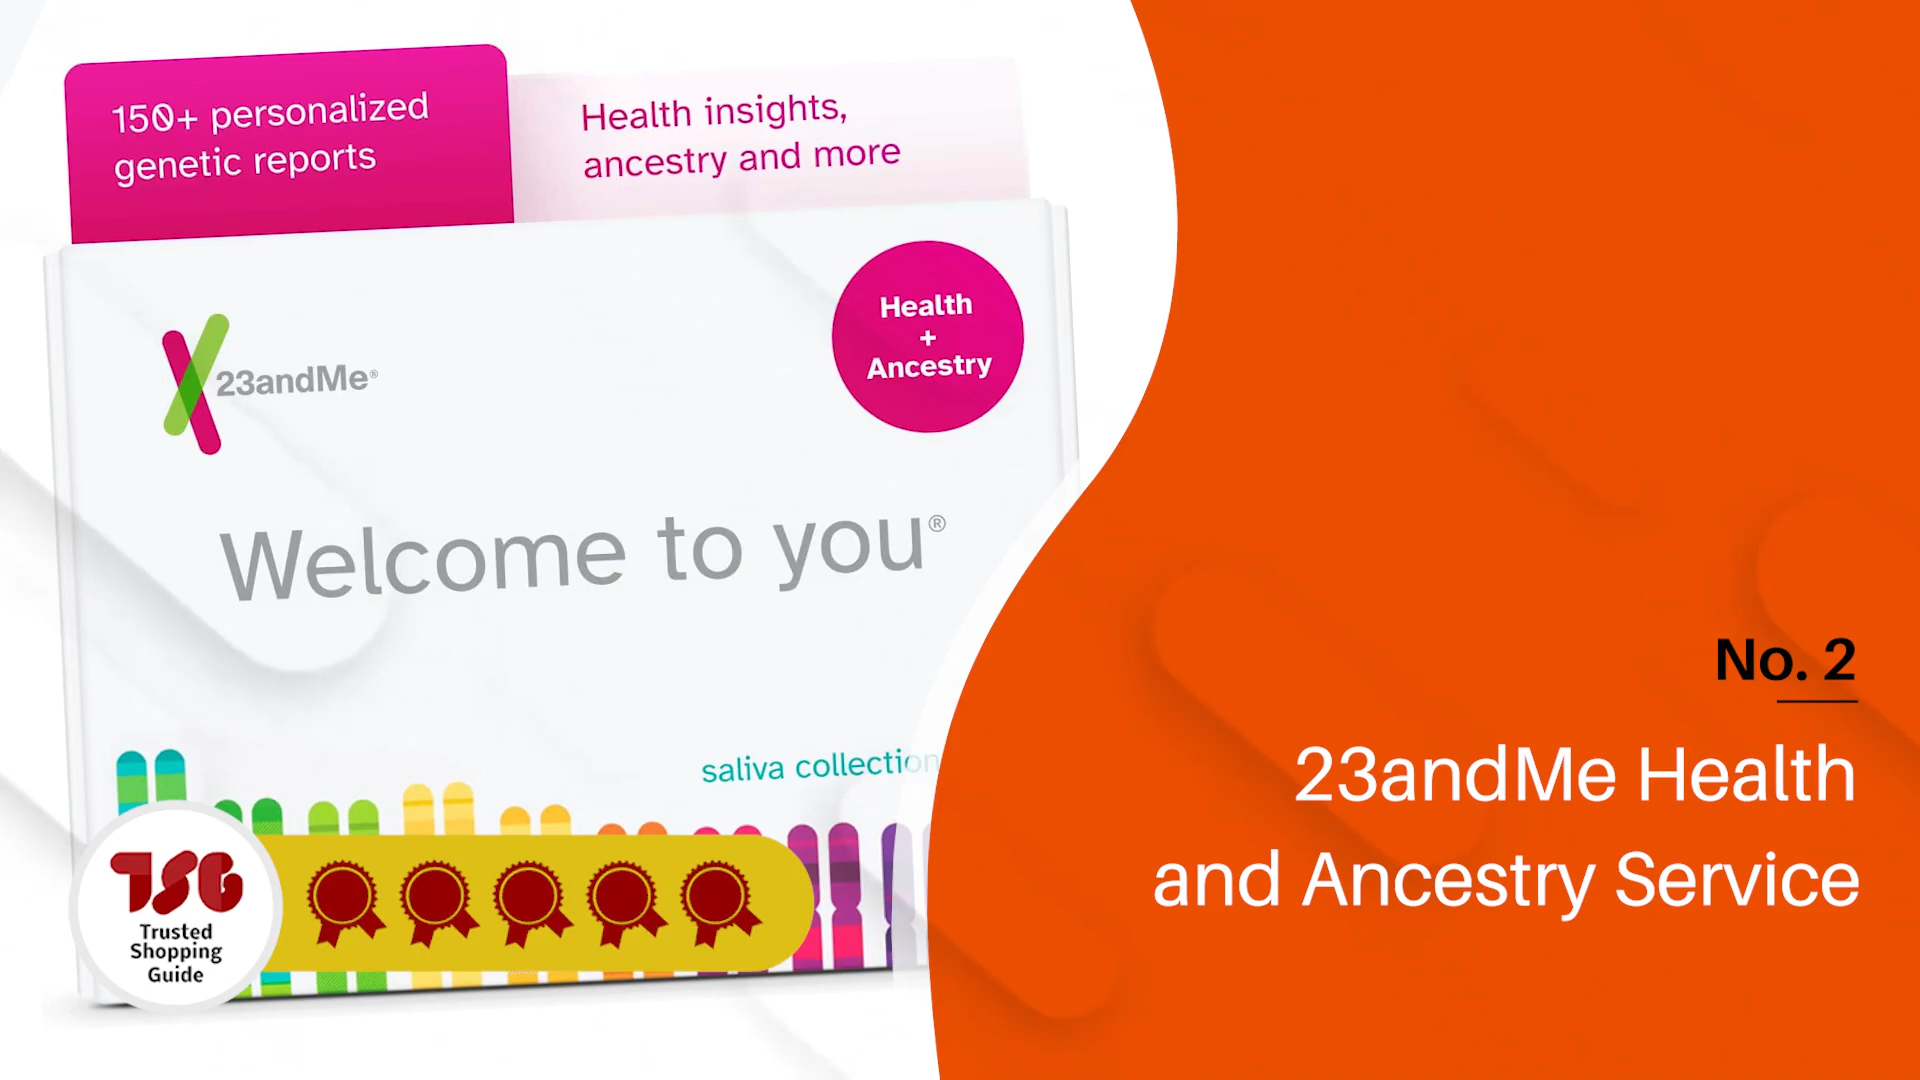 150+ personalized
genetic reports
Health insights,
ancestry and more
Health
+
Ancestry
23andMe®
Welcome to you®
saliva collection
TSG
Trusted
Shopping
Guide
No. 2
23andMe Health
and Ancestry Service